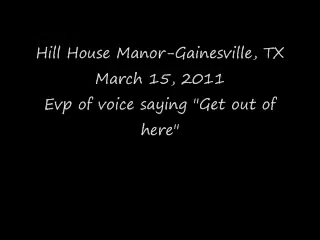 Hill House Manor-Gainesville, TX
March 15, 2011
Evp of voice saying "Get out of
here"